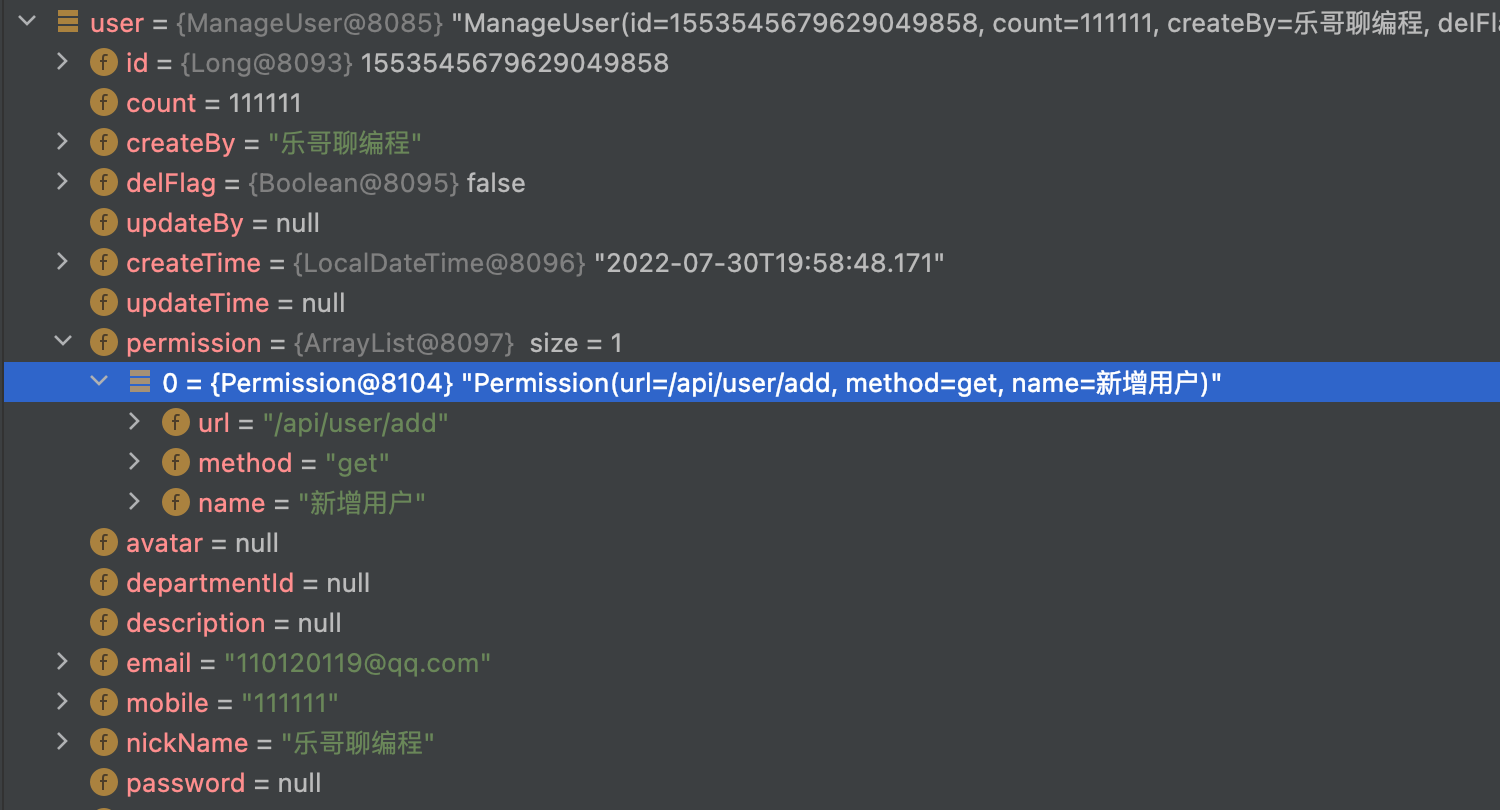 user = {ManageUser@8085} "ManageUser(id=1553545679629049858, count=111111, createBy=乐哥聊编程, delFla
f id = {Long@8093} 1553545679629049858
f count = 111111
f createBy = "乐哥聊编程"
f delFlag = {Boolean@8095} false
f updateBy = null
f createTime = {LocalDateTime@8096} "2022-07-30T19:58:48.171"
f updateTime = null
f permission = {ArrayList@8097} size = 1
0 = {Permission@8104} "Permission(url=/api/user/add, method=get, name=新增用户)"
f url = "/api/user/add"
f method = "get"
f name = "新增用户"
f avatar = null
f departmentId = null
f description = null
f email = "110120119@qq.com"
f mobile = "111111"
f nickName = "乐哥聊编程"
f password = null